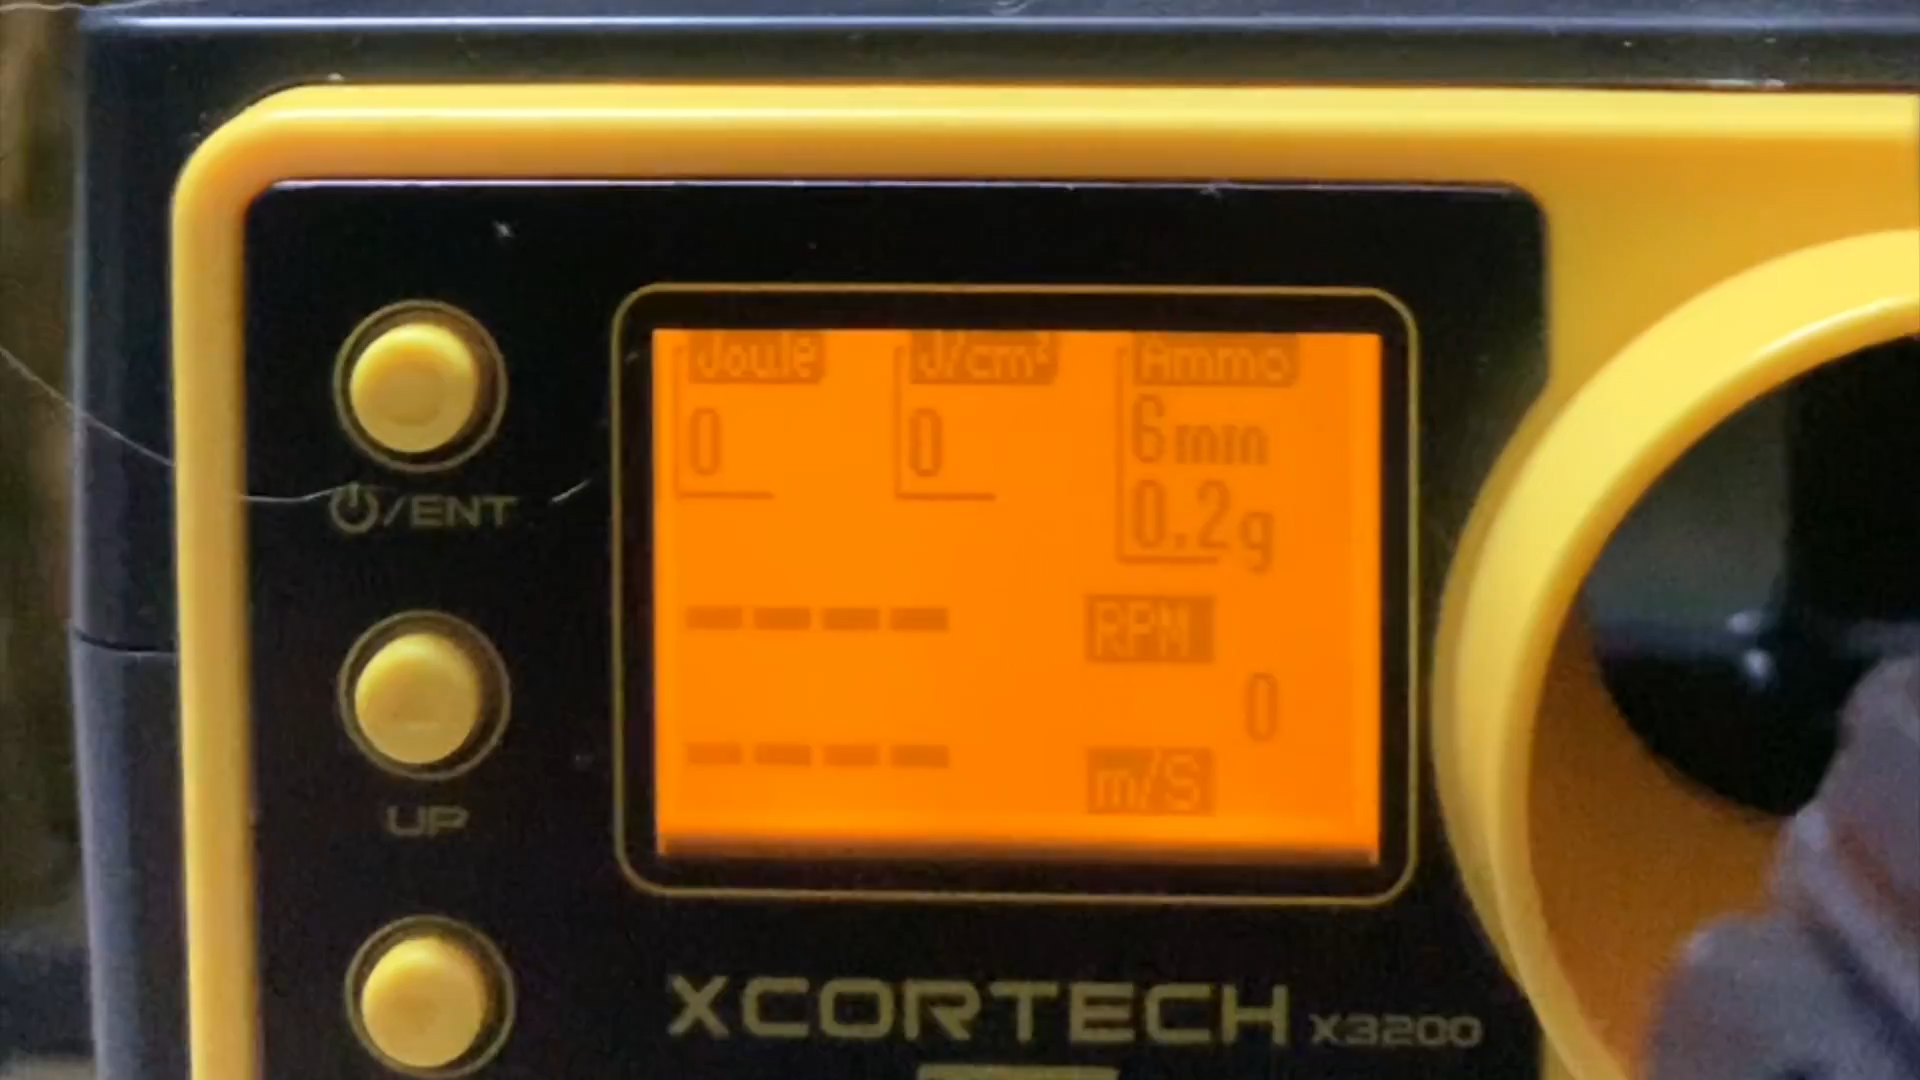 Joule J/cm² Ammo
0 0 6mm
0.2g
---- RPM
0
---- m/S
⏻/ENT
UP
XCORTECH X3200